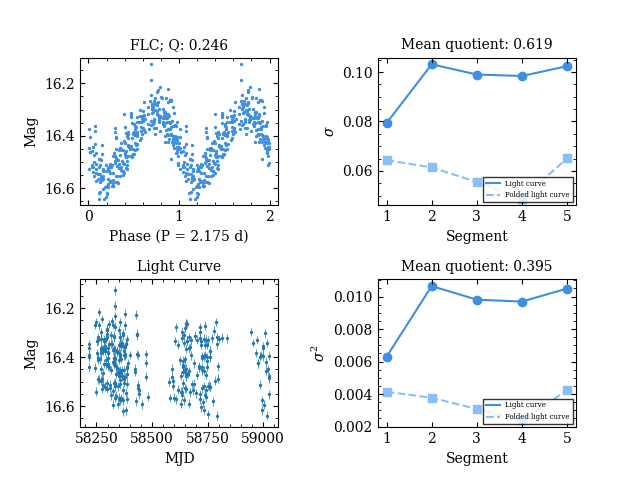 FLC; Q: 0.246
Mag
16.2
16.4
16.6
0
1
2
Phase (P = 2.175 d)
Mean quotient: 0.619
σ
0.10
0.08
0.06
1
2
3
4
5
Segment
Light curve
Folded light curve
Light Curve
Mag
16.2
16.4
16.6
58250
58500
58750
59000
MJD
Mean quotient: 0.395
σ²
0.010
0.008
0.006
0.004
0.002
1
2
3
4
5
Segment
Light curve
Folded light curve